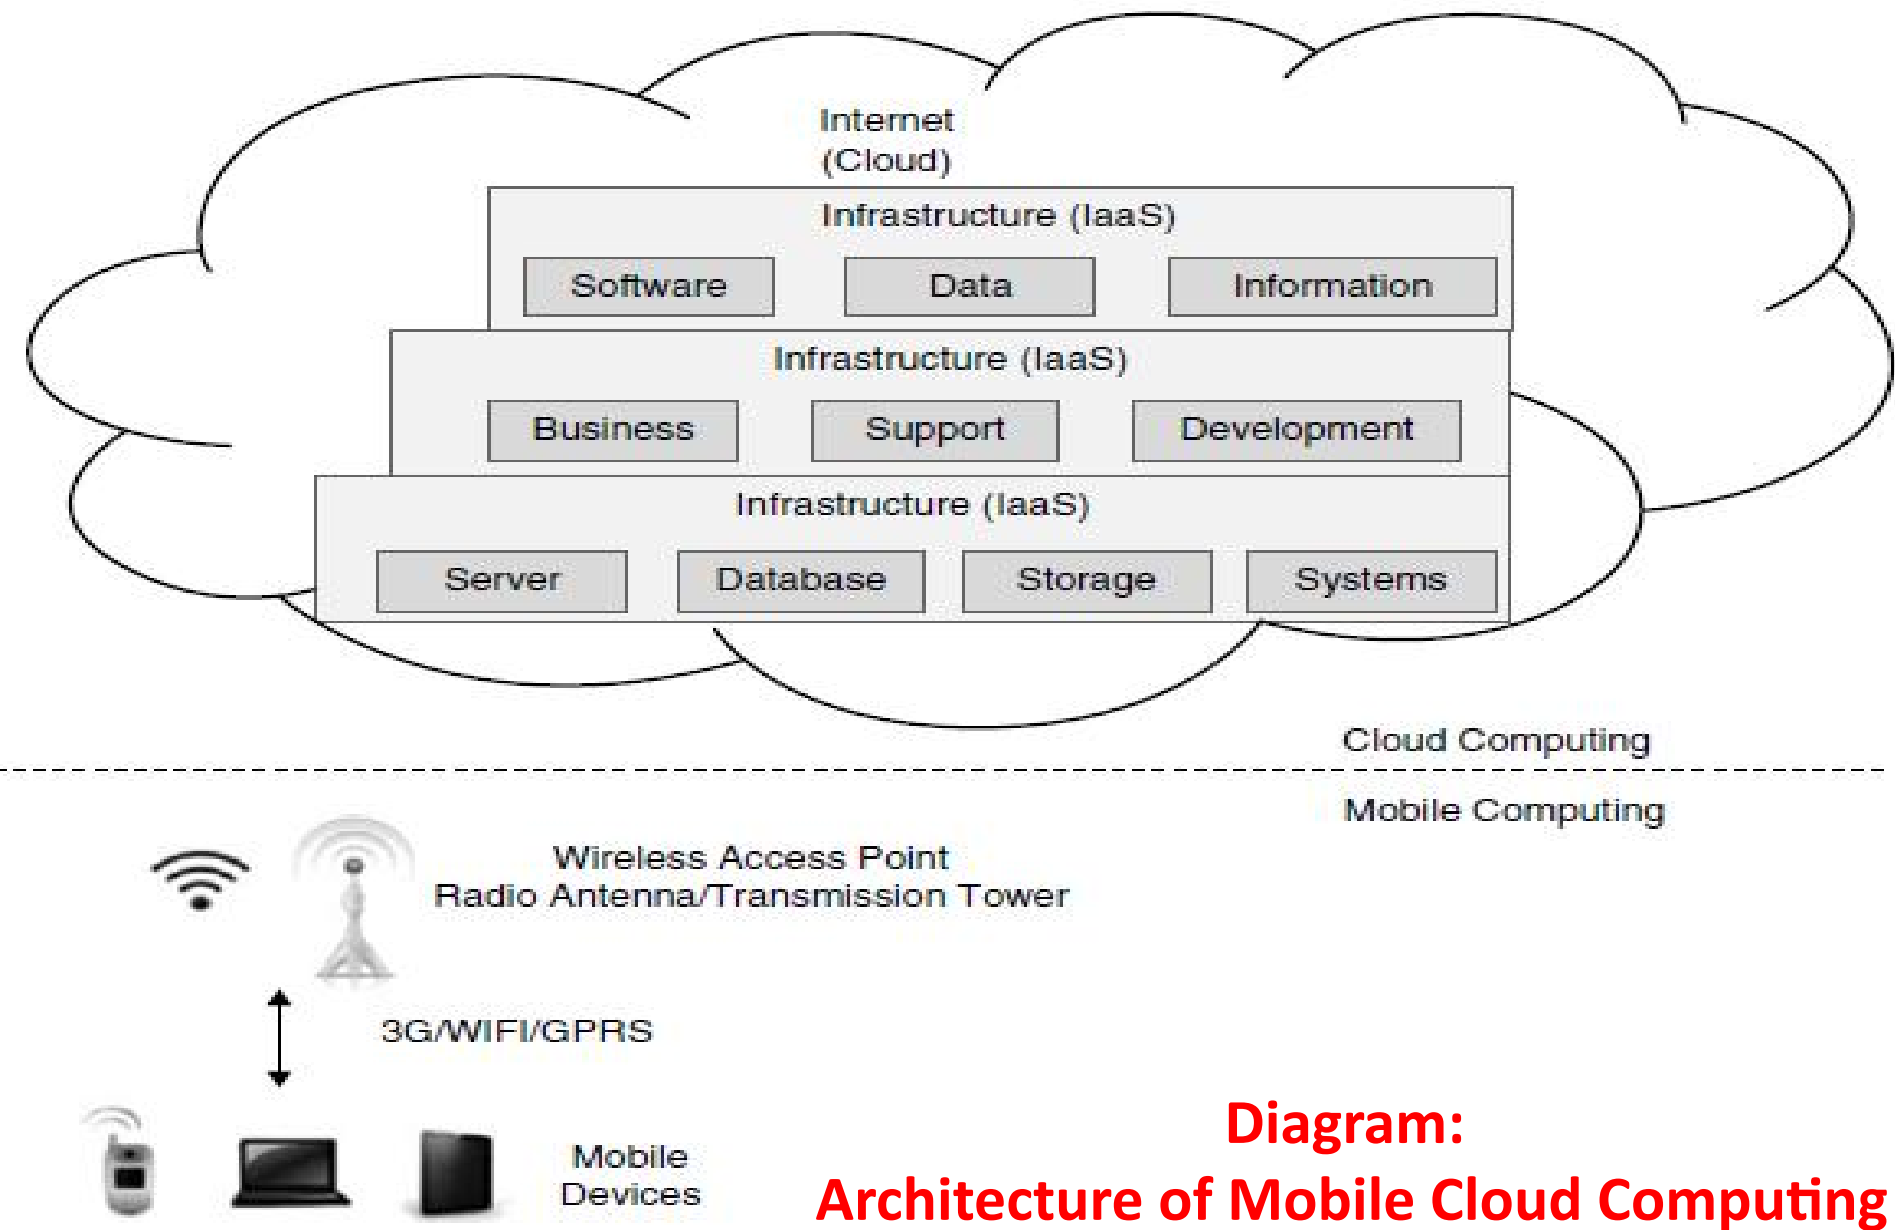 Internet
(Cloud)
Infrastructure (IaaS)
Software Data Information
Infrastructure (IaaS)
Business Support Development
Infrastructure (IaaS)
Server Database Storage Systems
Cloud Computing
Mobile Computing
Wireless Access Point
Radio Antenna/Transmission Tower
3G/WIFI/GPRS
Mobile
Devices
Diagram:
Architecture of Mobile Cloud Computing